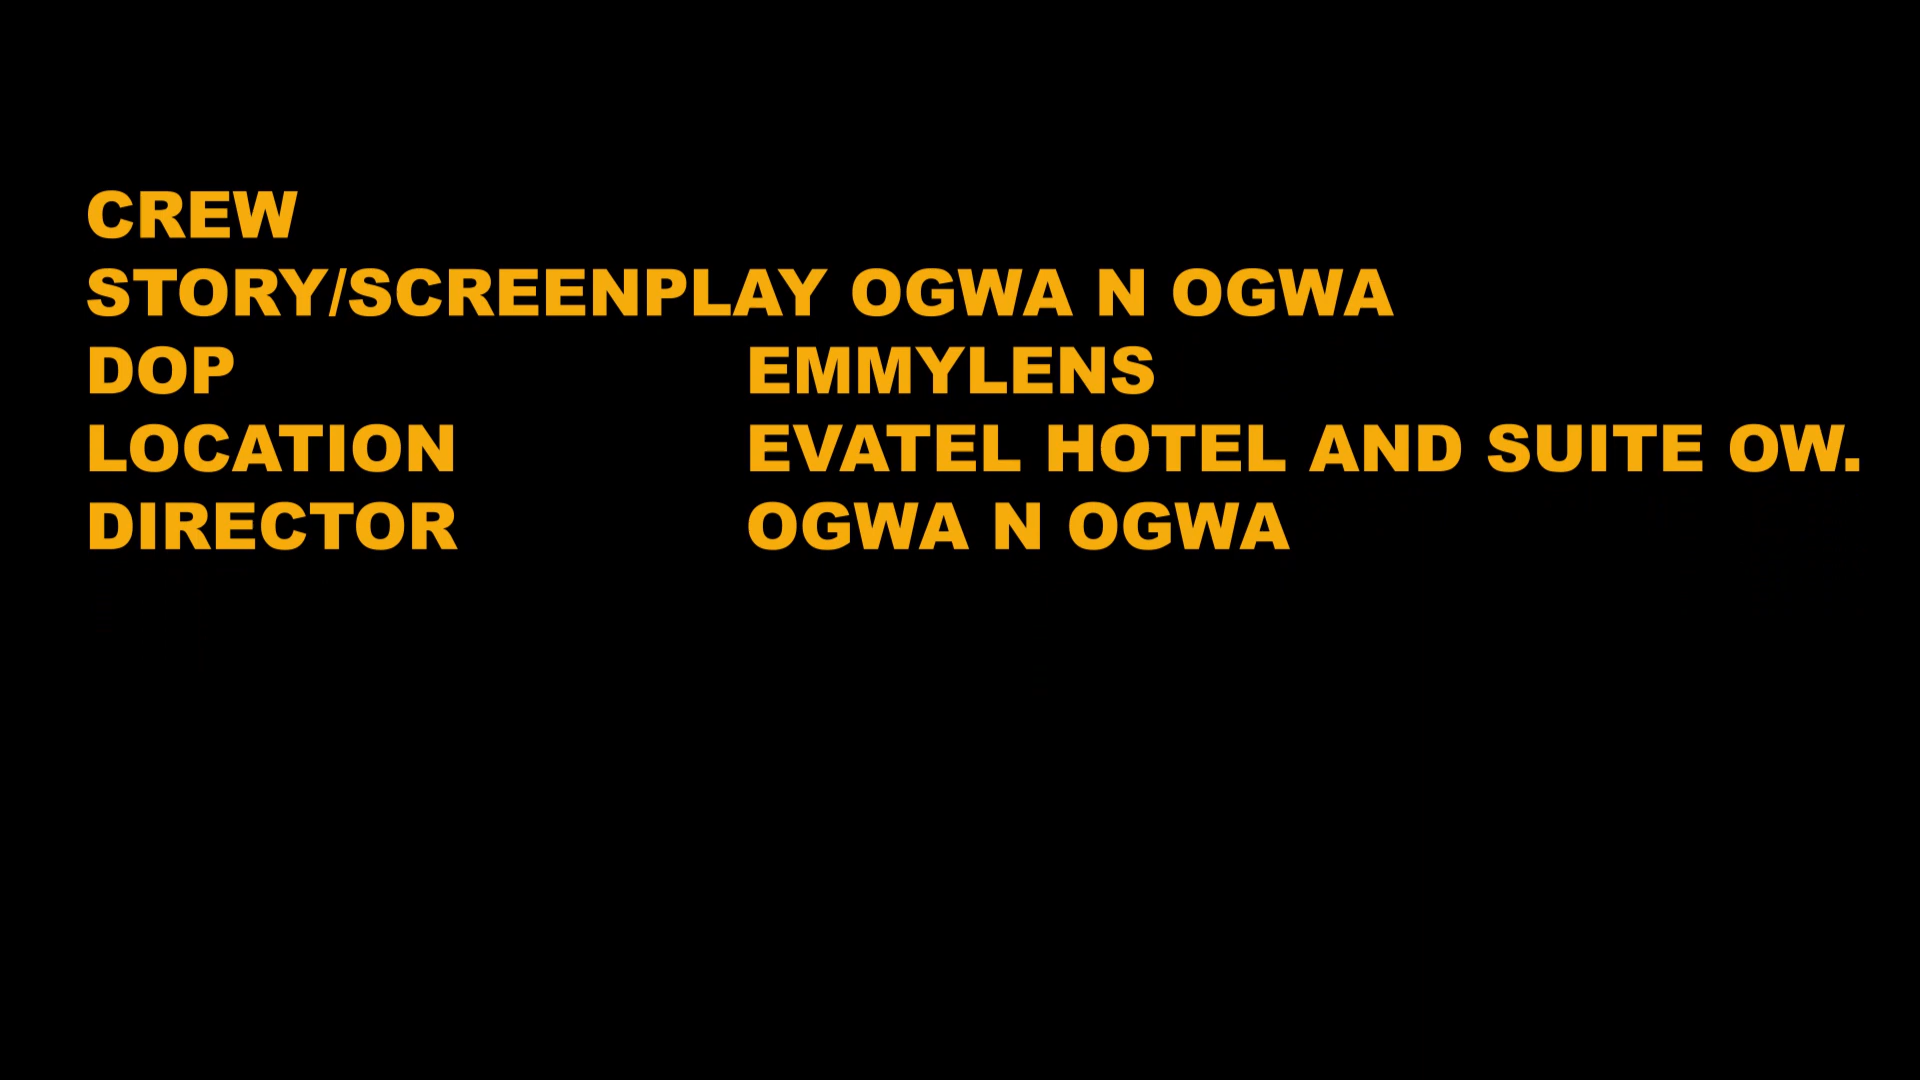 CREW
STORY/SCREENPLAY OGWA N OGWA
DOP EMMYLENS
LOCATION EVATEL HOTEL AND SUITE OW.
DIRECTOR OGWA N OGWA